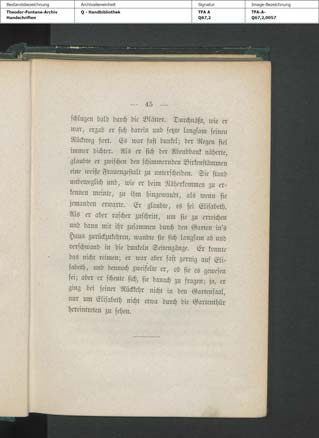 Bestandsbezeichnung Archivalieneinheit Signatur Image-Bezeichnung
Theodor-Fontane-Archiv Q - Handbibliothek TFA A TFA-A-
Handschriften Q67,2 Q67,2,0057
— 45 —
schlugen bald durch die Blätter. Durchnäßt, wie er
war, ergab er sich darein und setzte langsam seinen
Rückweg fort. Es war fast dunkel; der Regen fiel
immer dichter. Als er sich der Abendbank näherte,
glaubte er zwischen den schimmernden Birkenstämmen
eine weiße Frauengestalt zu unterscheiden. Sie stand
unbeweglich und, wie er beim Näherkommen zu er-
kennen meinte, zu ihm hingewandt, als wenn sie
jemanden erwarte. Er glaubte, es sei Elisabeth.
Als er aber rascher zuschritt, um sie zu erreichen
und dann mit ihr zusammen durch den Garten in's
Haus zurückzukehren, wandte sie sich langsam ab und
verschwand in die dunkeln Seitengänge. Er konnte
das nicht reimen; er war aber fast zornig auf Eli-
sabeth, und dennoch zweifelte er, ob sie es gewesen
sei; aber er scheute sich, sie danach zu fragen; ja, er
ging bei seiner Rückkehr nicht in den Gartensaal,
nur um Elisabeth nicht etwa durch die Gartenthür
hereintreten zu sehen.